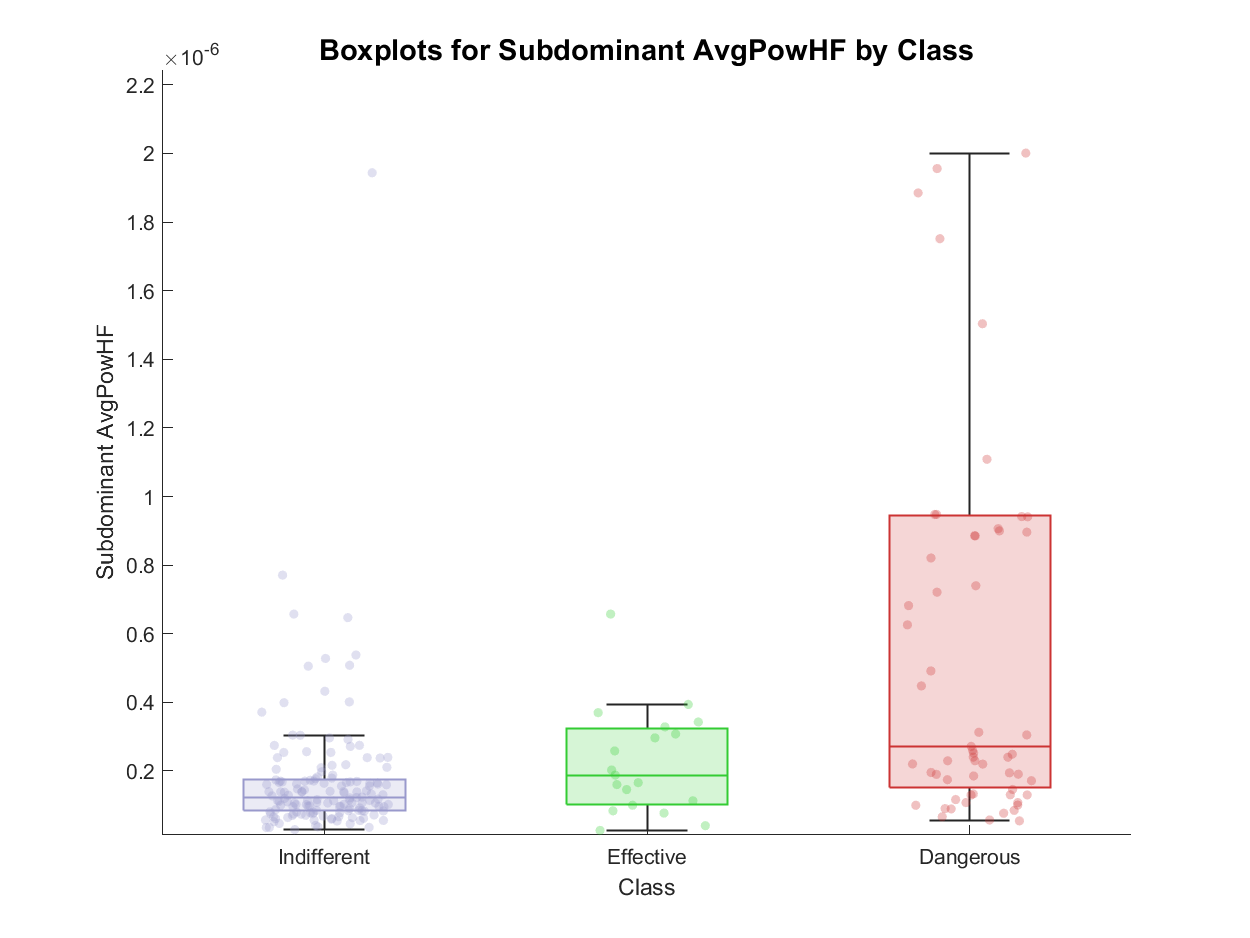 Boxplots for Subdominant AvgPowHF by Class
×10-6
2.2
2
1.8
1.6
1.4
1.2
1
0.8
0.6
0.4
0.2
Subdominant AvgPowHF
Indifferent
Effective
Dangerous
Class